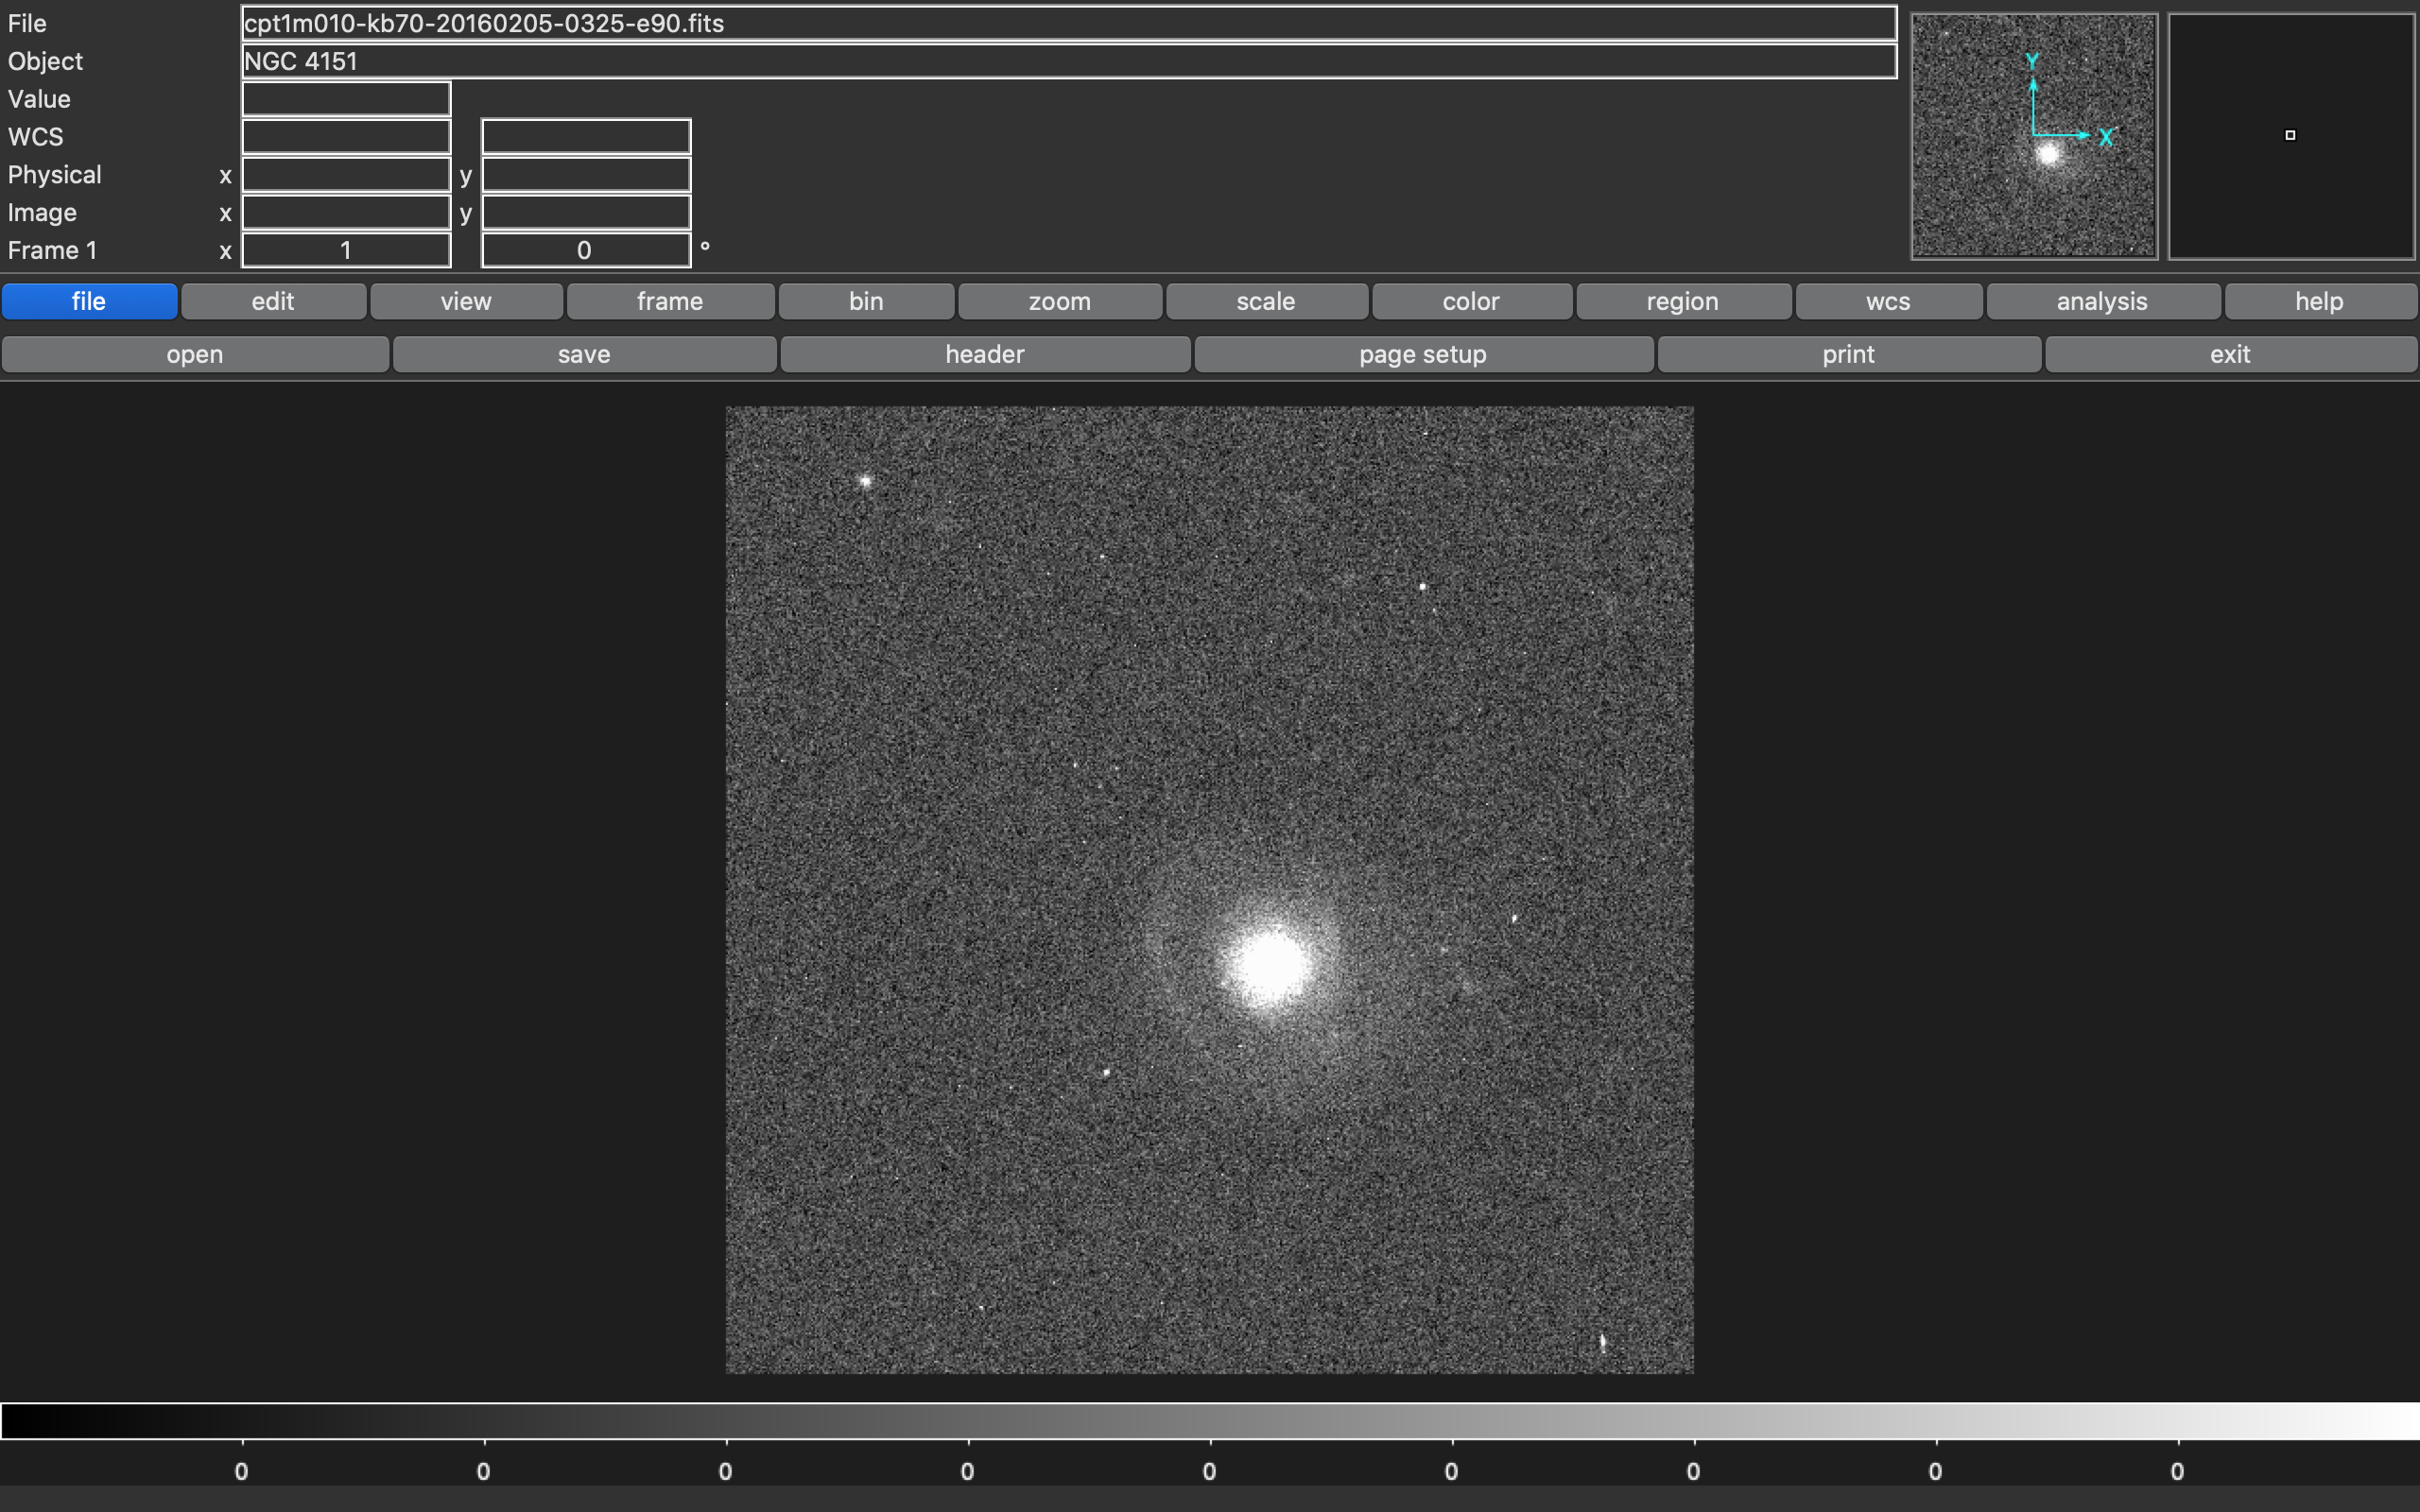 File cpt1m010-kb70-20160205-0325-e90.fits
Object NGC 4151
Value
WCS
Physical x y
Image x y
Frame 1 x 1 0 °
Y
X
file edit view frame bin zoom scale color region wcs analysis help
open save header page setup print exit
0 0 0 0 0 0 0 0 0